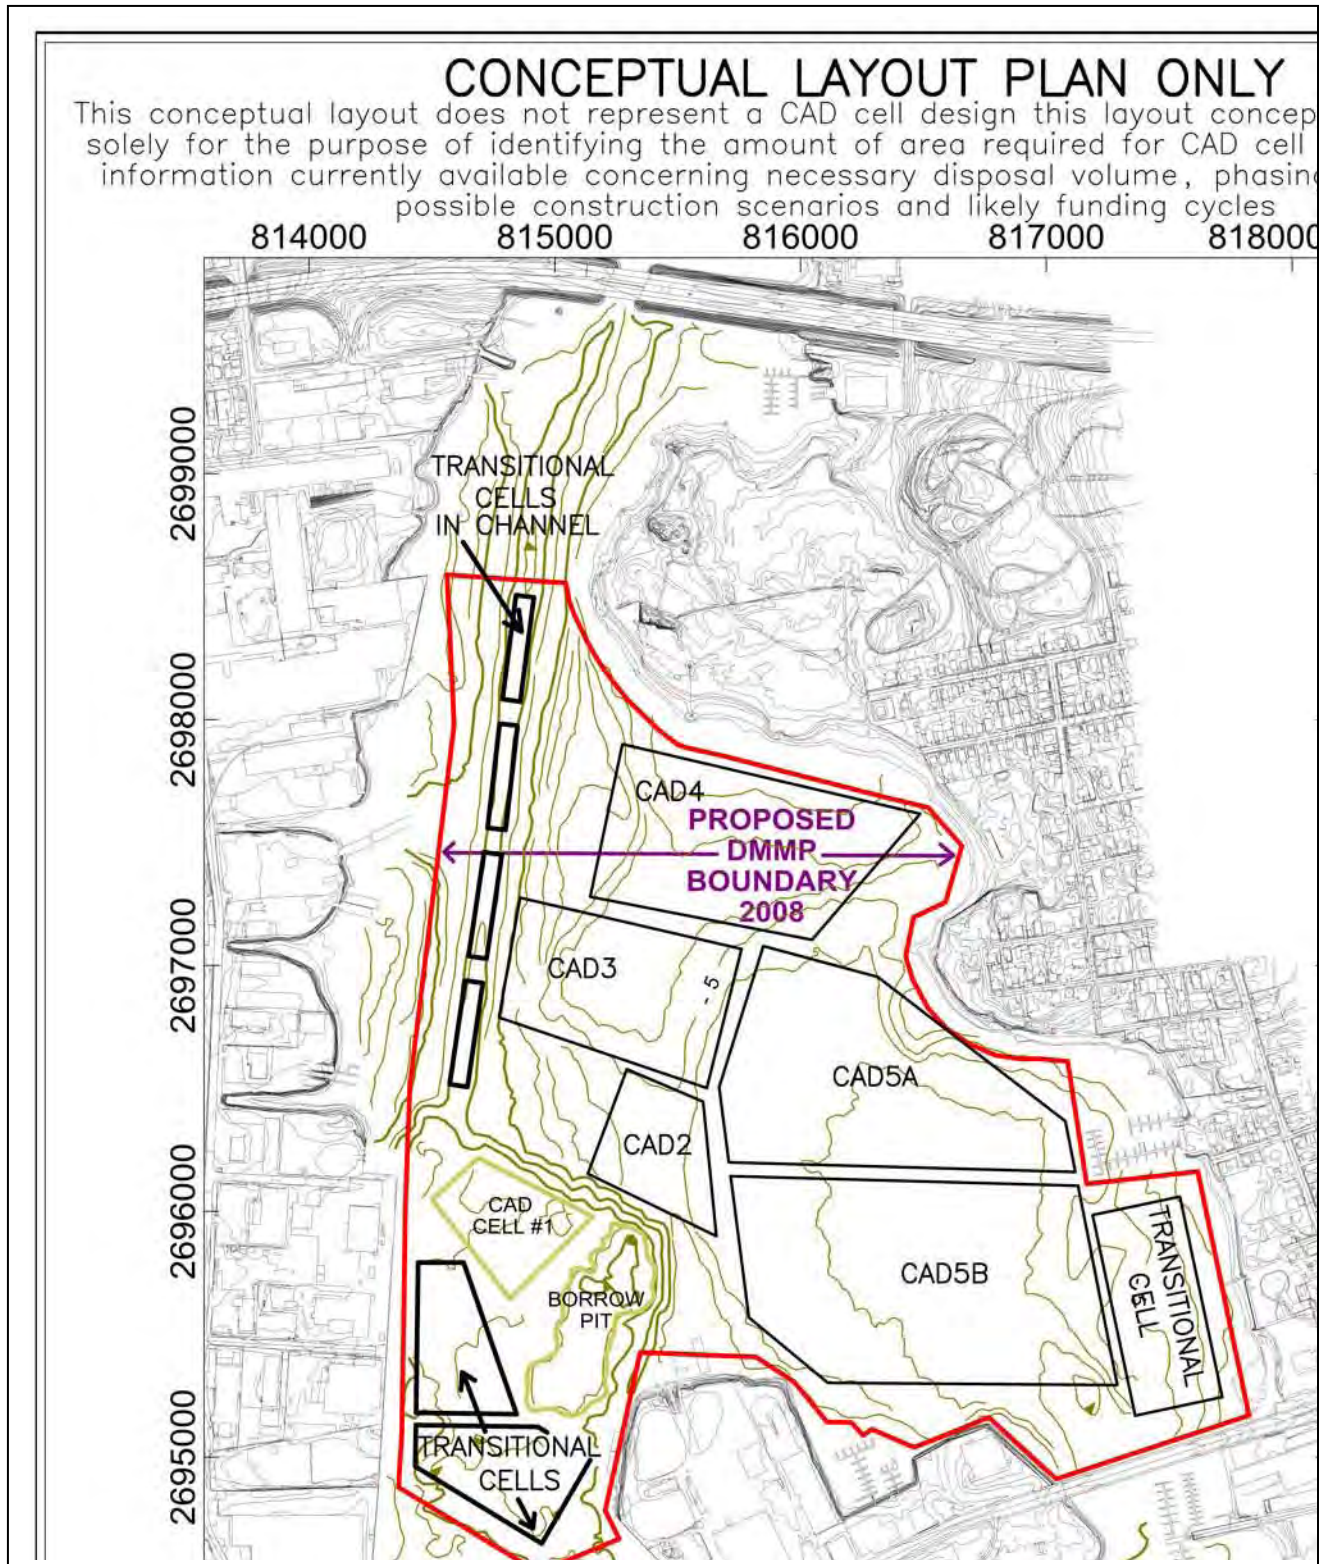 CONCEPTUAL LAYOUT PLAN ONLY
This conceptual layout does not represent a CAD cell design this layout concep
solely for the purpose of identifying the amount of area required for CAD cell
information currently available concerning necessary disposal volume, phasing
possible construction scenarios and likely funding cycles
814000 815000 816000 817000 818000
2699000
TRANSITIONAL
CELLS
IN CHANNEL
2698000
CAD4
PROPOSED
DMMP
BOUNDARY
2008
2697000
CAD3
- 5
CAD5A
CAD2
2696000
CAD
CELL #1
TRANSITIONAL
CELL
CAD5B
BORROW
PIT
2695000
TRANSITIONAL
CELLS